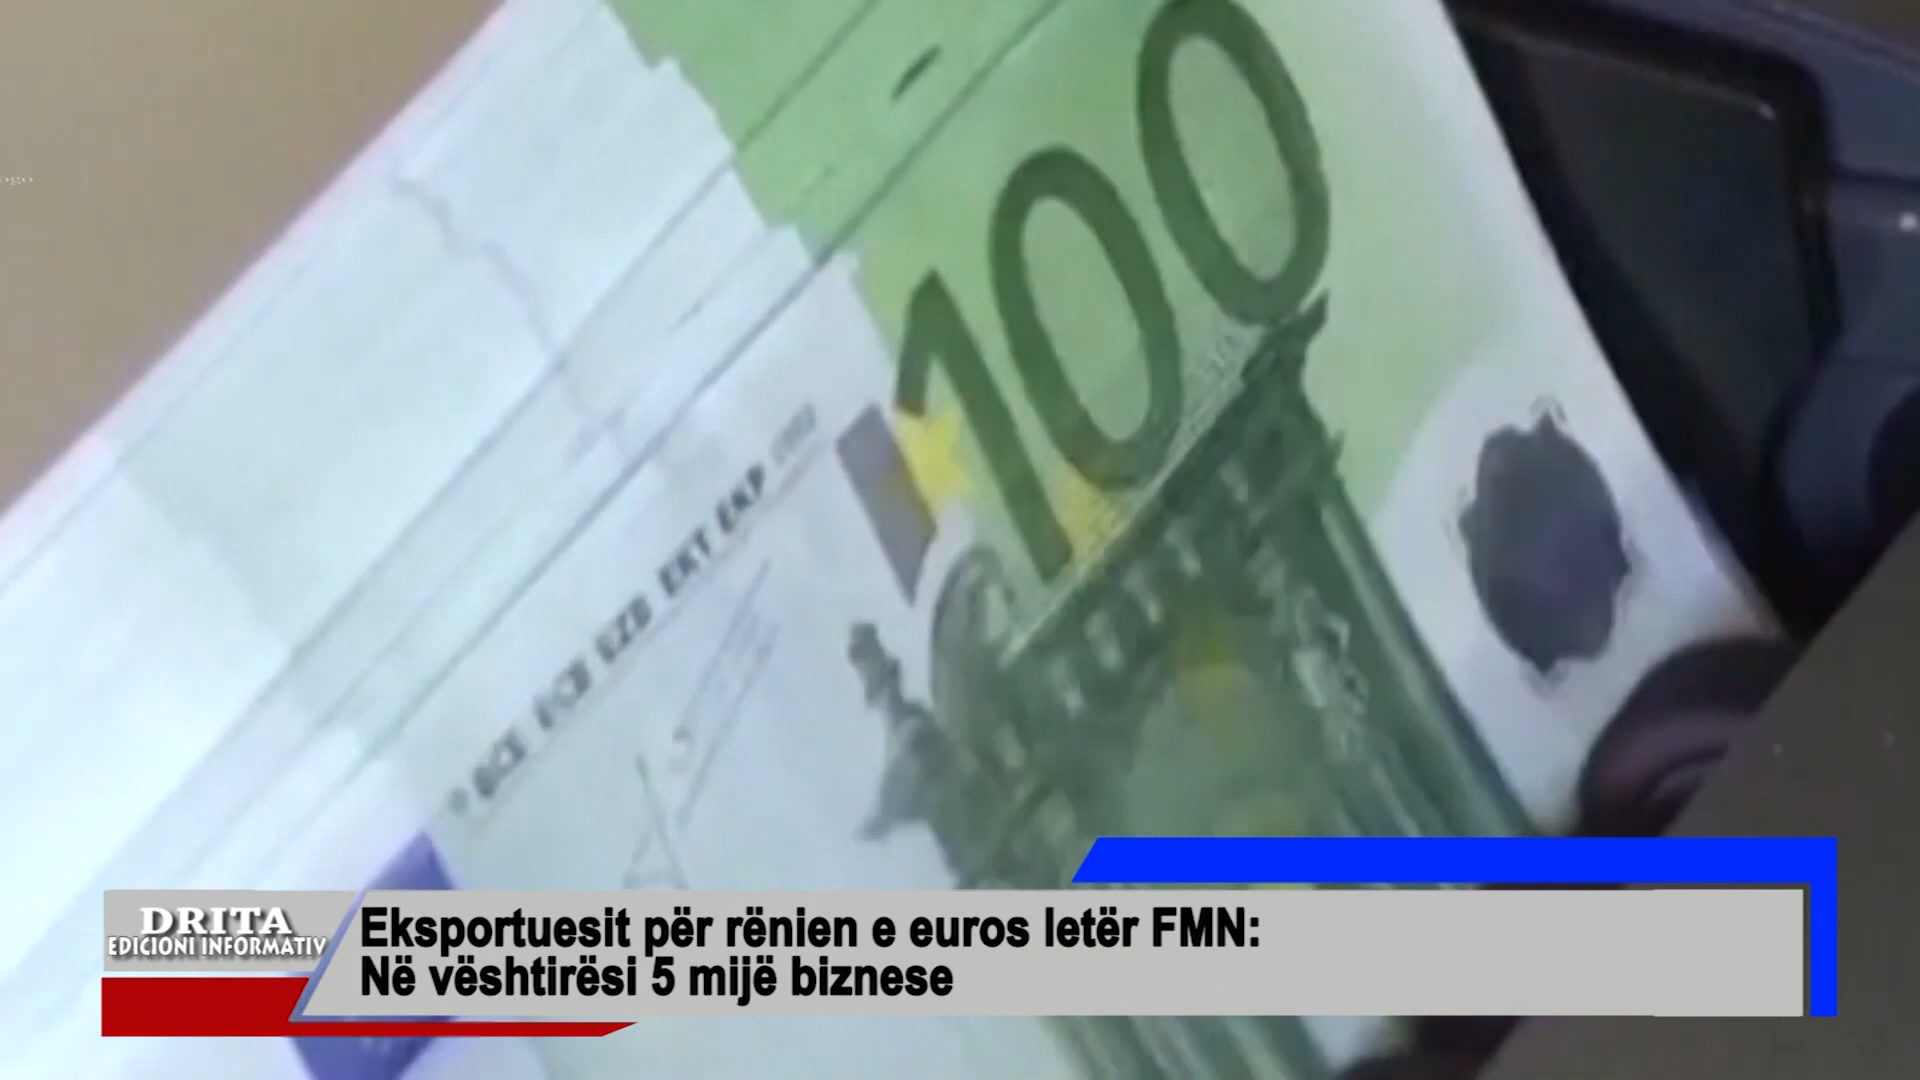 ogo
100
BCE ECB EZB EKT EKP
DRITA
EDICIONI INFORMATIV
Eksportuesit për rënien e euros letër FMN:
Në vështirësi 5 mijë biznese